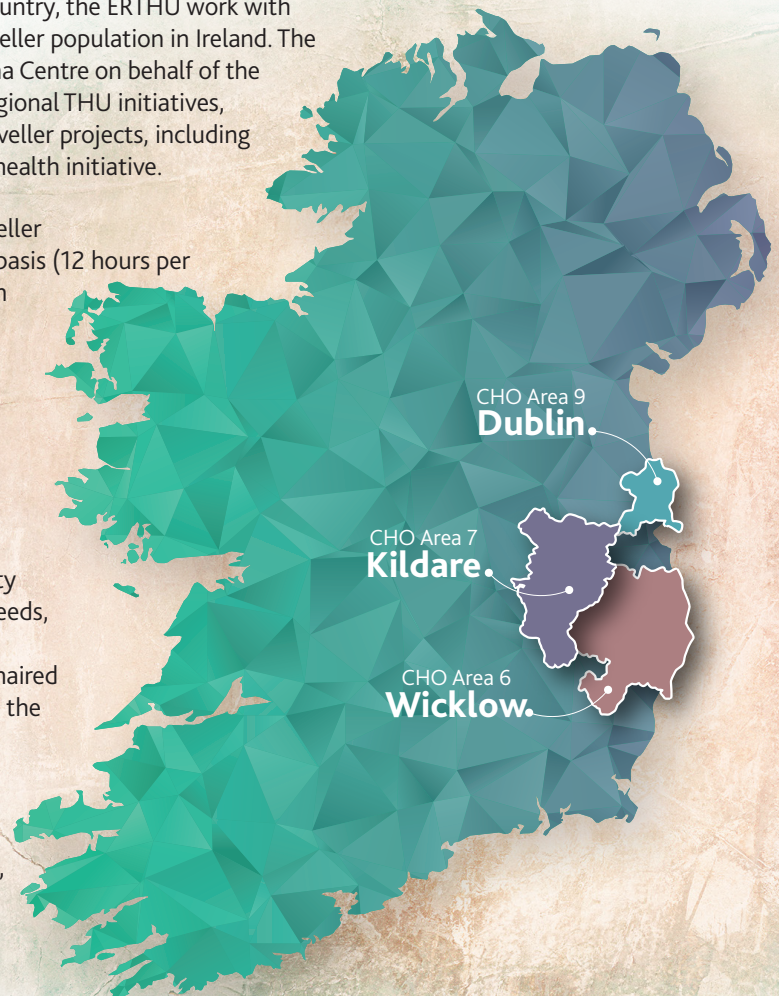 untry, the ERTHU work with
eller population in Ireland. The
na Centre on behalf of the
gional THU initiatives,
veller projects, including
health initiative.
eller
basis (12 hours per
n
CHO Area 9
Dublin.
CHO Area 7
Kildare.
ty
eeds,
haired
the
CHO Area 6
Wicklow.
,